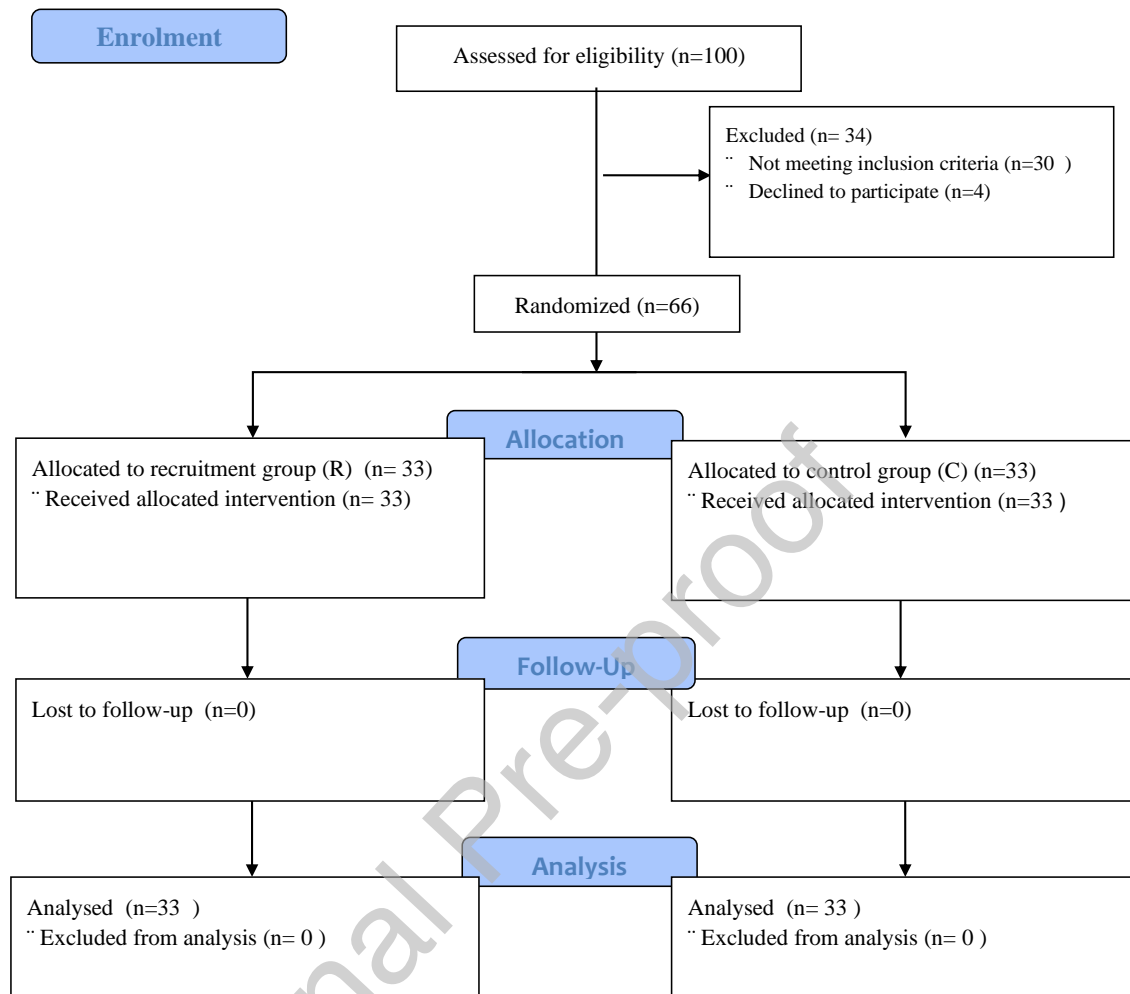 Enrolment
Assessed for eligibility (n=100)
Excluded (n= 34)
¨ Not meeting inclusion criteria (n=30 )
¨ Declined to participate (n=4)
Randomized (n=66)
Allocation
Allocated to recruitment group (R) (n= 33)
¨ Received allocated intervention (n= 33)
Allocated to control group (C) (n=33)
¨ Received allocated intervention (n=33 )
Follow-Up
Lost to follow-up (n=0)
Lost to follow-up (n=0)
Analysis
Analysed (n=33 )
¨ Excluded from analysis (n= 0 )
Analysed (n= 33 )
¨ Excluded from analysis (n= 0 )
nal Pre-proof